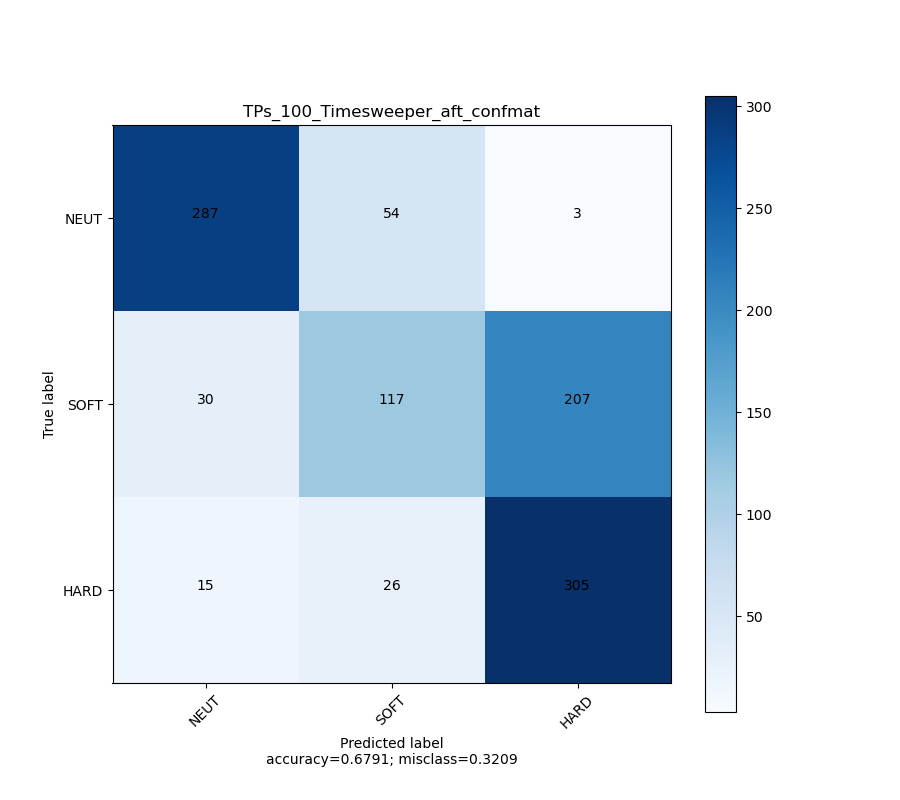 TPs_100_Timesweeper_aft_confmat
300
250
200
150
100
50
True label
NEUT
287
54
3
SOFT
30
117
207
HARD
15
26
305
NEUT
SOFT
HARD
Predicted label
accuracy=0.6791; misclass=0.3209